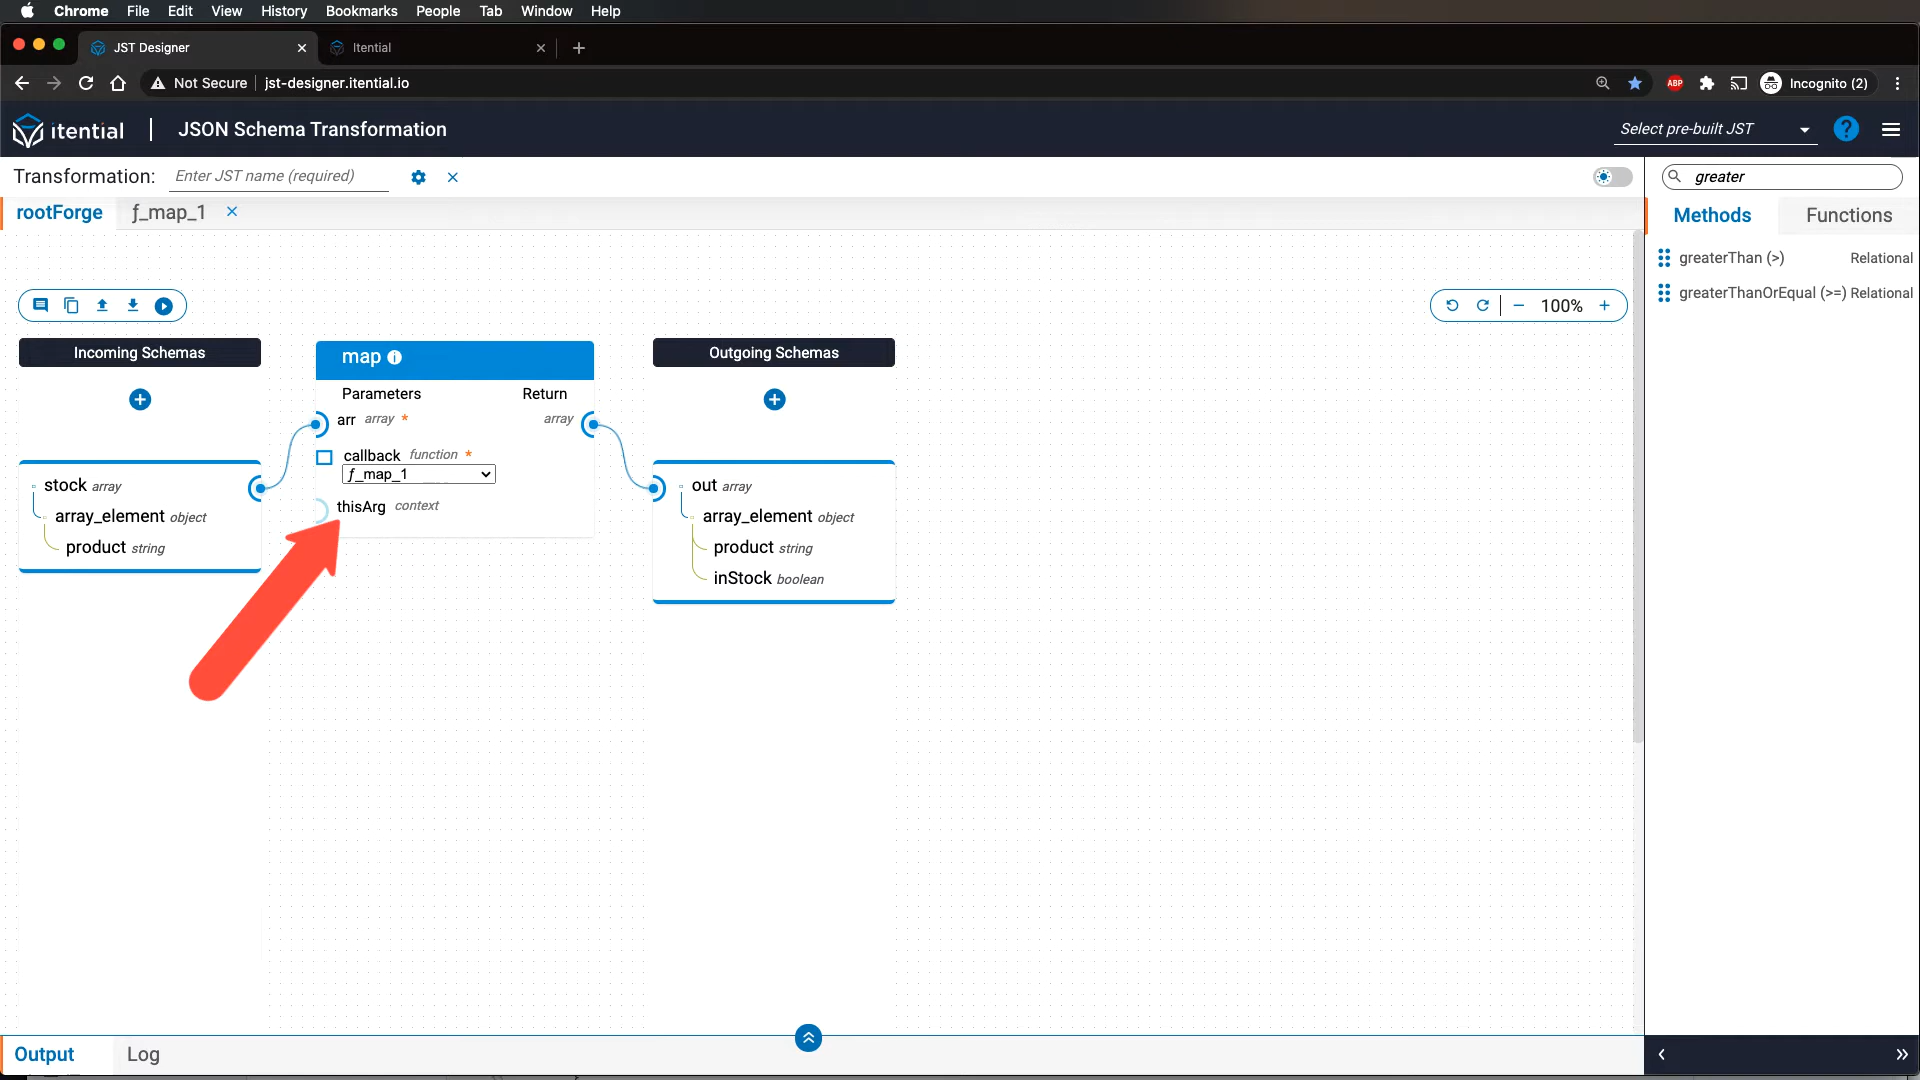 Chrome File Edit View History Bookmarks People Tab Window Help
JST Designer
Itential
Not Secure jst-designer.itential.io
ABP
Incognito (2)
itential JSON Schema Transformation
Select pre-built JST
?
Transformation: Enter JST name (required)
greater
rootForge
ƒ_map_1
Methods
Functions
greaterThan (>) Relational
greaterThanOrEqual (>=) Relational
100%
Incoming Schemas
map
Outgoing Schemas
Parameters Return
arr array * array
callback function *
ƒ_map_1
thisArg context
stock array
array_element object
product string
out array
array_element object
product string
inStock boolean
Output
Log